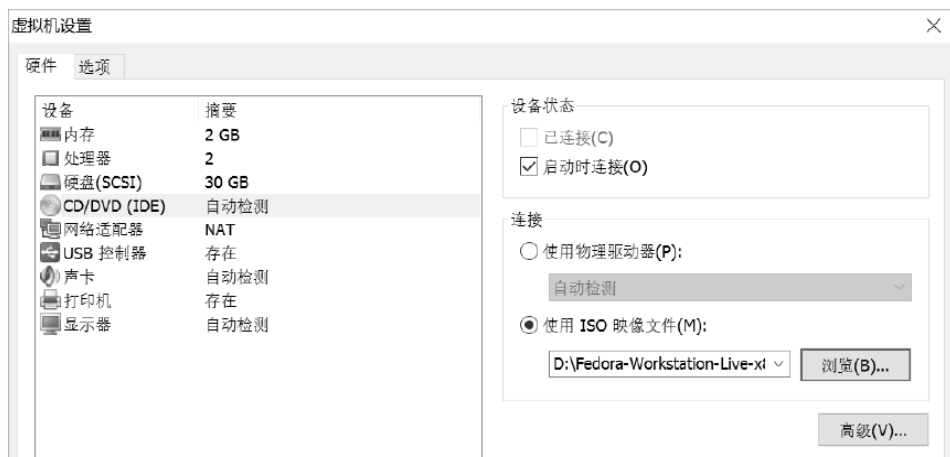 虚拟机设置
硬件 选项
设备 摘要
内存 2 GB
处理器 2
硬盘(SCSI) 30 GB
CD/DVD (IDE) 自动检测
网络适配器 NAT
USB 控制器 存在
声卡 自动检测
打印机 存在
显示器 自动检测
设备状态
已连接(C)
启动时连接(O)
连接
使用物理驱动器(P):
自动检测
使用 ISO 映像文件(M):
D:\Fedora-Workstation-Live-x
浏览(B)...
高级(V)...